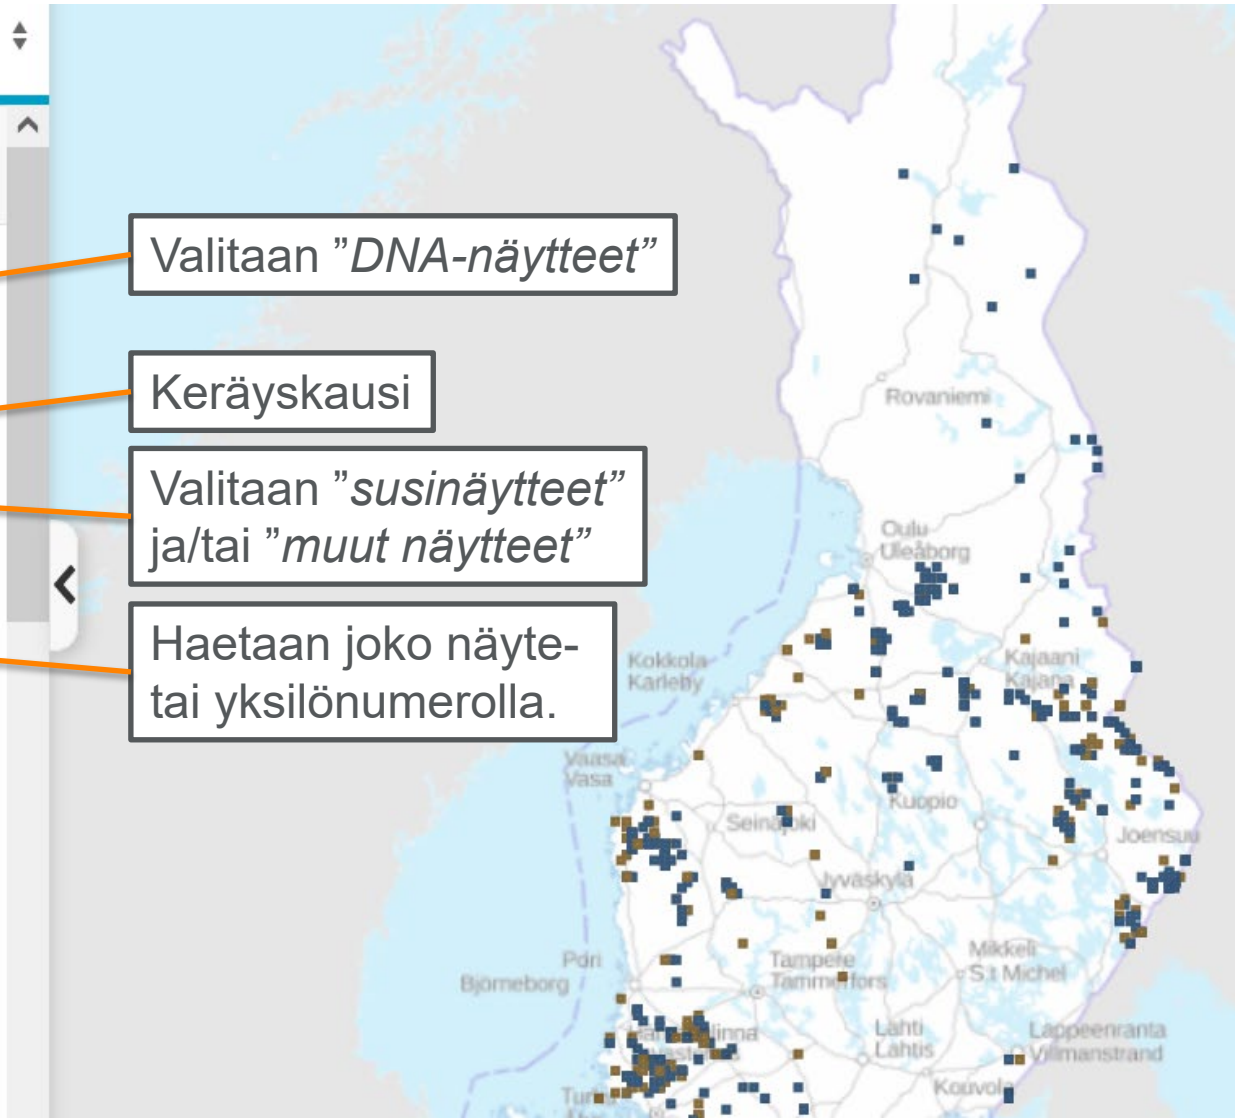 Valitaan ”DNA-näytteet”
Keräyskausi
Valitaan ”susinäytteet”
ja/tai ”muut näytteet”
Haetaan joko näyte-
tai yksilönumerolla.
Rovaniemi
Oulu
Uleåborg
Kokkola
Karleby
Kajaani
Kajana
Vaasa
Vasa
Kuopio
Seinäjoki
Joensuu
Jyväskylä
Mikkeli
S:t Michel
Pori
Björneborg
Tampere
Tammerfors
Lahti
Lahtis
Lappeenranta
Villmanstrand
Kouvola